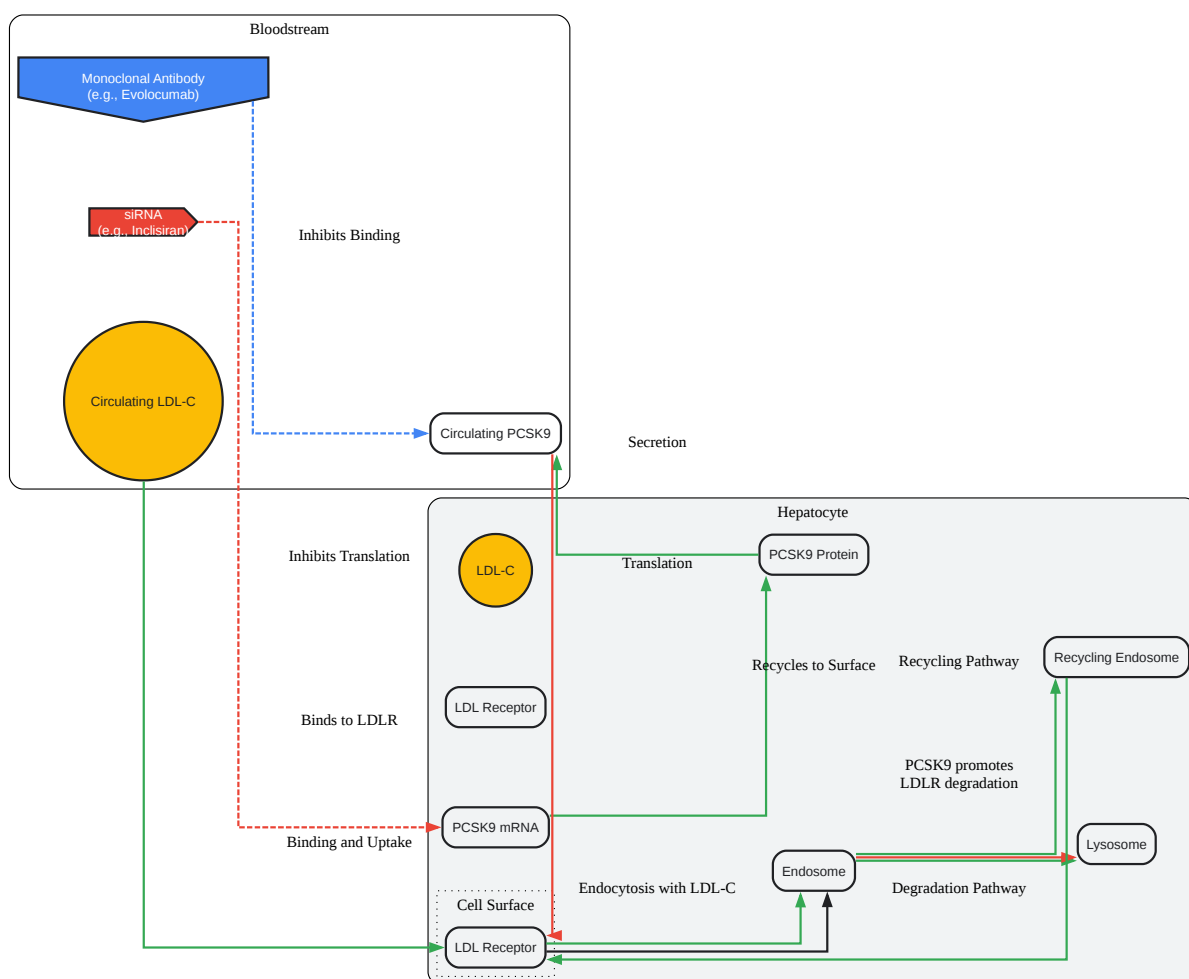 Bloodstream
Monoclonal Antibody
(e.g., Evolocumab)
siRNA
(e.g., Inclisiran)
Inhibits Binding
Circulating LDL-C
Circulating PCSK9
Secretion
Hepatocyte
Inhibits Translation
LDL-C
Translation
PCSK9 Protein
Recycles to Surface
Recycling Pathway
Recycling Endosome
Binds to LDLR
LDL Receptor
PCSK9 promotes
LDLR degradation
PCSK9 mRNA
Binding and Uptake
Lysosome
Endosome
Endocytosis with LDL-C
Degradation Pathway
Cell Surface
LDL Receptor